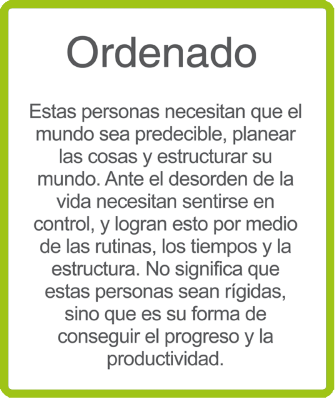 Ordenado
Estas personas necesitan que el
mundo sea predecible, planear
las cosas y estructurar su
mundo. Ante el desorden de la
vida necesitan sentirse en
control, y logran esto por medio
de las rutinas, los tiempos y la
estructura. No significa que
estas personas sean rígidas,
sino que es su forma de
conseguir el progreso y la
productividad.